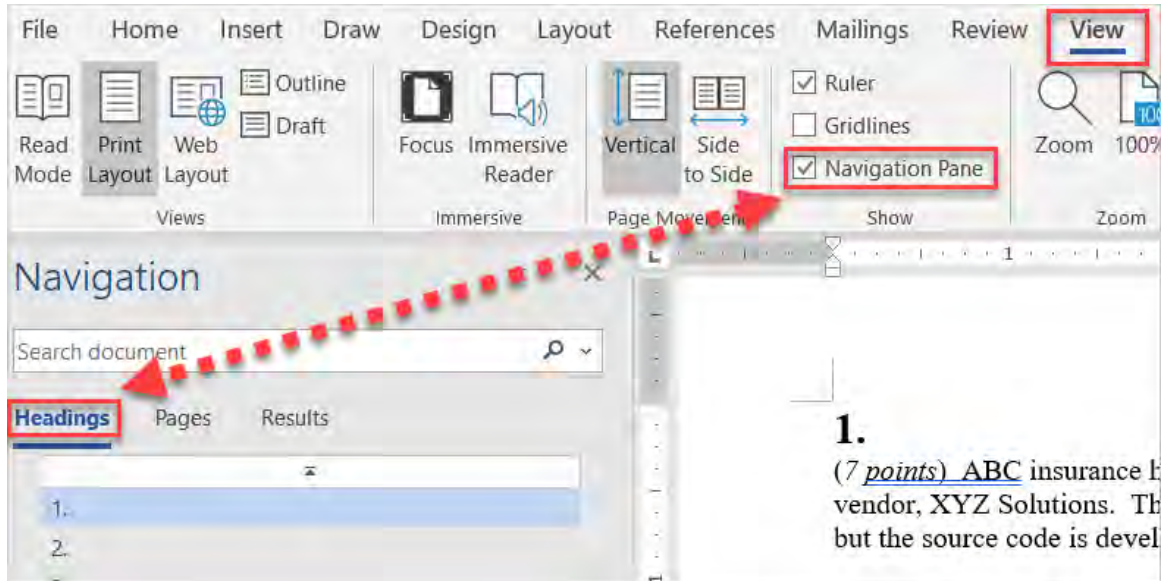 File Home Insert Draw Design Layout References Mailings Review View
Read Mode
Print Layout
Web Layout
Outline
Draft
Views
Focus
Immersive Reader
Immersive
Vertical
Side to Side
Page Movement
Ruler
Gridlines
Navigation Pane
Show
Zoom
100%
Zoom
Navigation
Search document
Headings Pages Results
1.
2.
1
1.
(7 points) ABC insurance
vendor, XYZ Solutions. Th
but the source code is devel